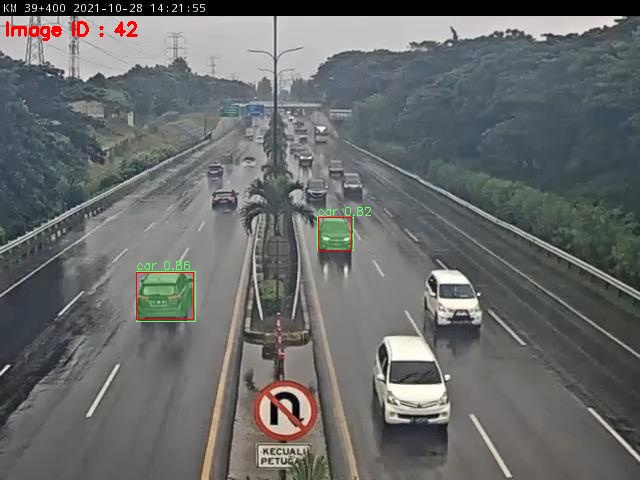 KM 39+400 2021-10-28 14:21:55
Image ID : 42
car 0.82
car 0.86
KECUALI
PETUGAS